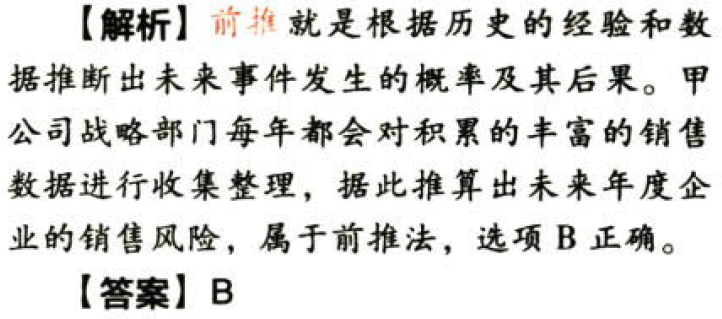 【解析】前推就是根据历史的经验和数
据推断出未来事件发生的概率及其后果。甲
公司战略部门每年都会对积累的丰富的销售
数据进行收集整理，据此推算出未来年度企
业的销售风险，属于前推法，选项 B 正确。
【答案】B